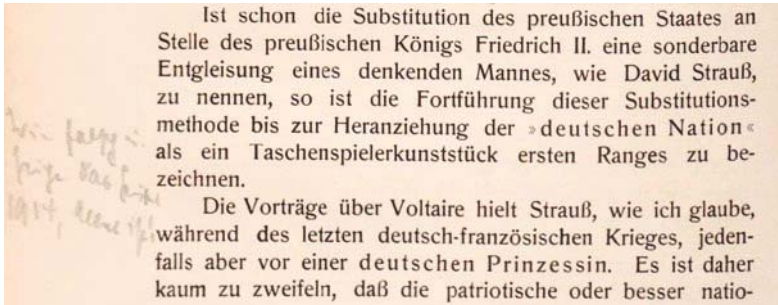 Ist schon die Substitution des preußischen Staates an
Stelle des preußischen Königs Friedrich II. eine sonderbare
Entgleisung eines denkenden Mannes, wie David Strauß,
zu nennen, so ist die Fortführung dieser Substitutions-
methode bis zur Heranziehung der »deutschen Nation«
als ein Taschenspielerkunststück ersten Ranges zu be-
zeichnen.
Die Vorträge über Voltaire hielt Strauß, wie ich glaube,
während des letzten deutsch-französischen Krieges, jeden-
falls aber vor einer deutschen Prinzessin. Es ist daher
kaum zu zweifeln, daß die patriotische oder besser natio-
1914,